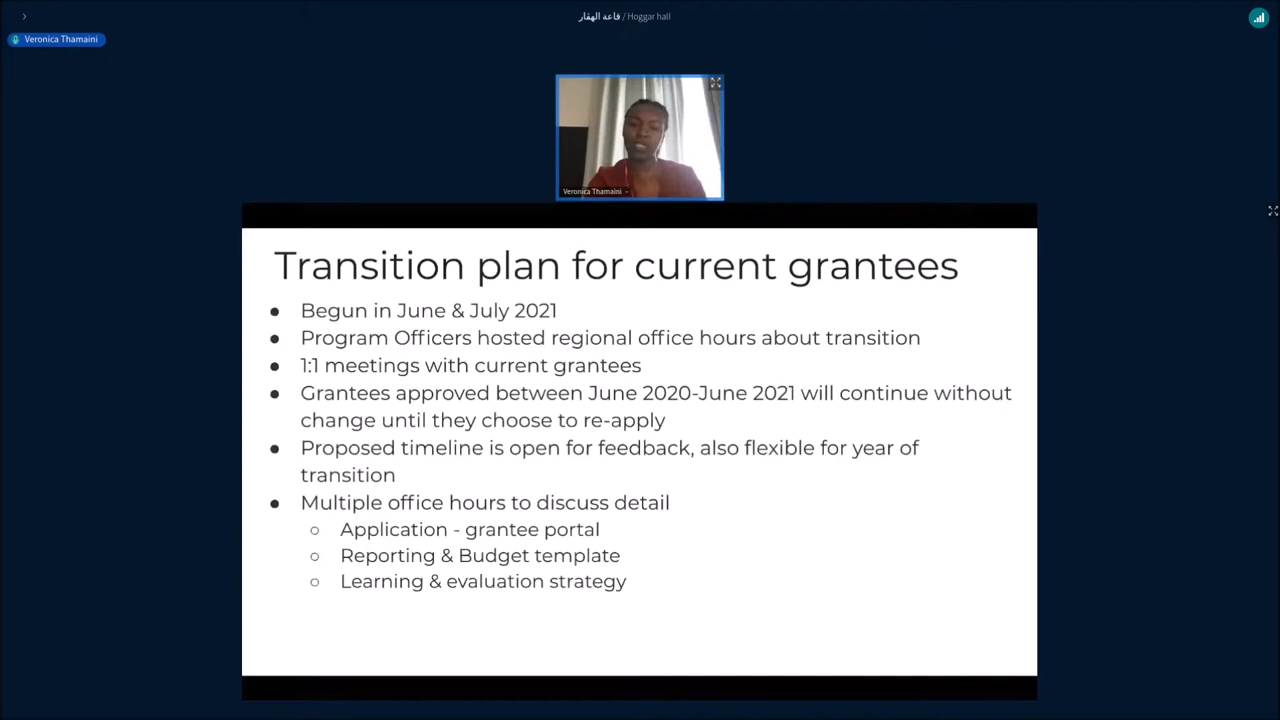 قاعة الهڨار / Hoggar hall
Veronica Thamaini
Veronica Thamaini
Transition plan for current grantees
● Begun in June & July 2021
● Program Officers hosted regional office hours about transition
● 1:1 meetings with current grantees
● Grantees approved between June 2020-June 2021 will continue without
change until they choose to re-apply
● Proposed timeline is open for feedback, also flexible for year of
transition
● Multiple office hours to discuss detail
○ Application - grantee portal
○ Reporting & Budget template
○ Learning & evaluation strategy